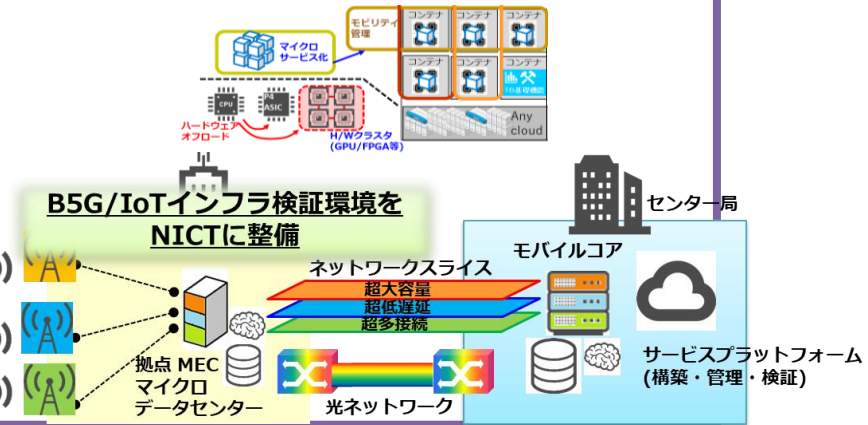 コンテナ コンテナ コンテナ
モビリティ
管理
マイクロ
サービス化
コンテナ コンテナ コンテナ
CPU
P4
ASIC
Any
cloud
ハードウェア
オフロード
H/Wクラスタ
(GPU/FPGA等)
B5G/IoTインフラ検証環境を
NICTに整備
センター局
モバイルコア
ネットワークスライス
超大容量
超低遅延
超多接続
拠点 MEC
マイクロ
データセンター
光ネットワーク
サービスプラットフォーム
(構築・管理・検証)